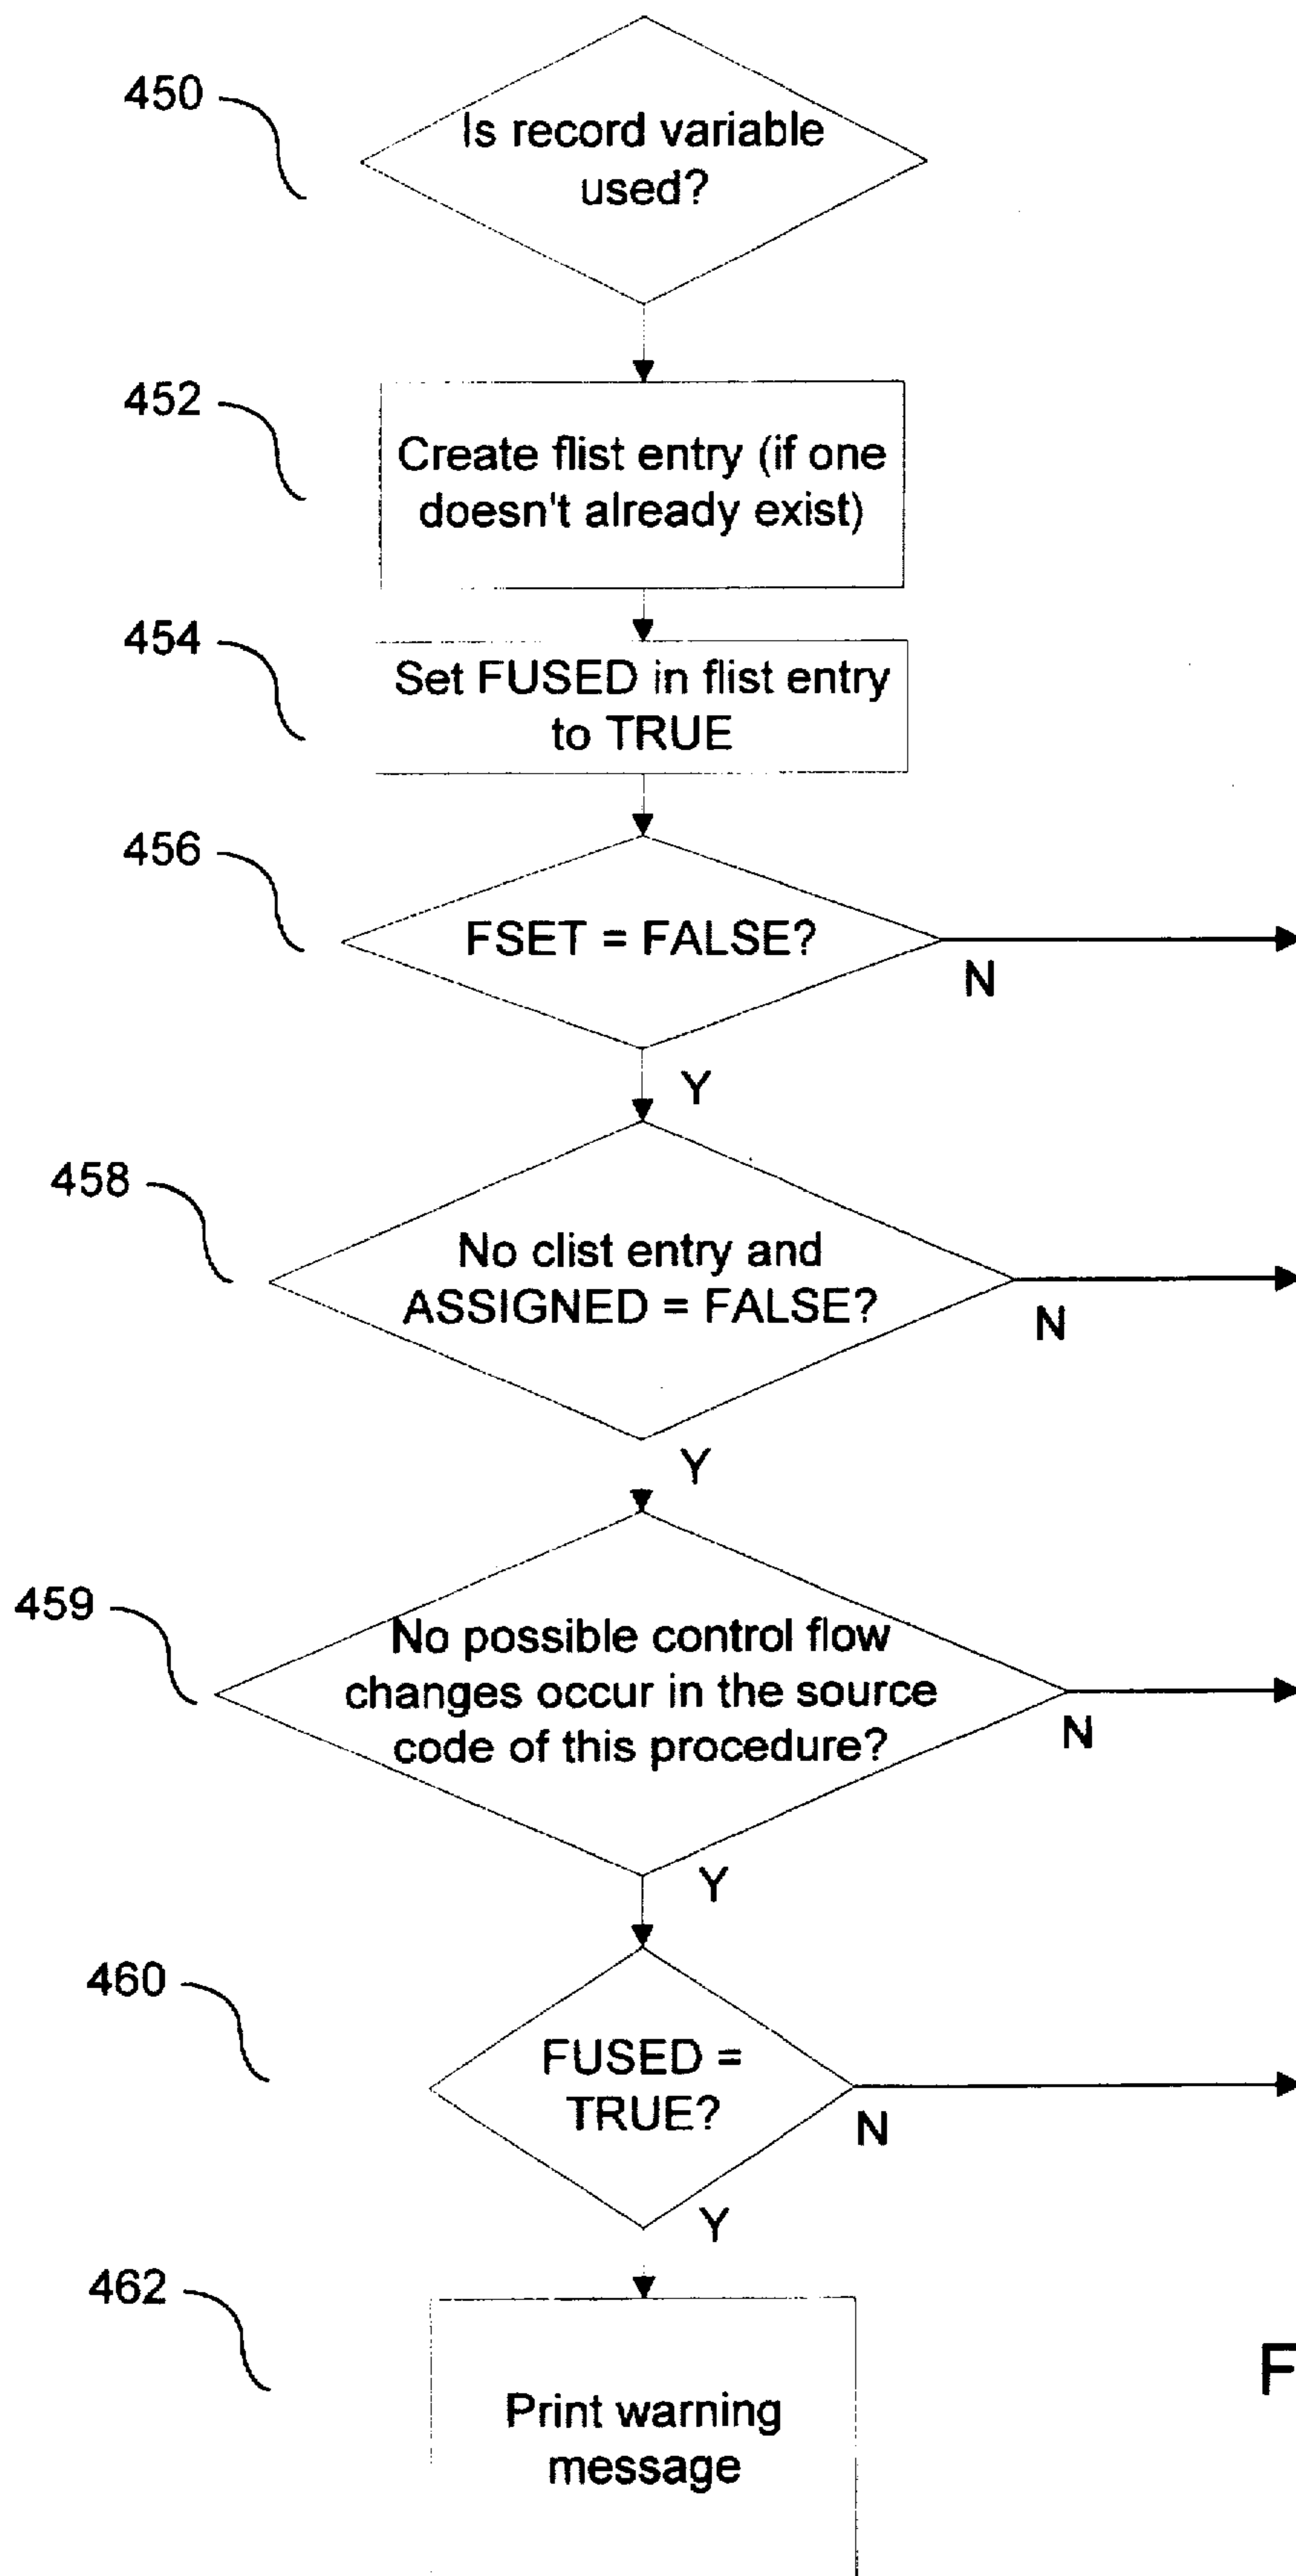 450
Is record variable
used?
452
Create flist entry (if one
doesn't already exist)
454
Set FUSED in flist entry
to TRUE
456
FSET = FALSE?
N
Y
458
No clist entry and
ASSIGNED = FALSE?
N
Y
459
No possible control flow
changes occur in the source
code of this procedure?
N
Y
460
FUSED =
TRUE?
N
Y
462
Print warning
message
F